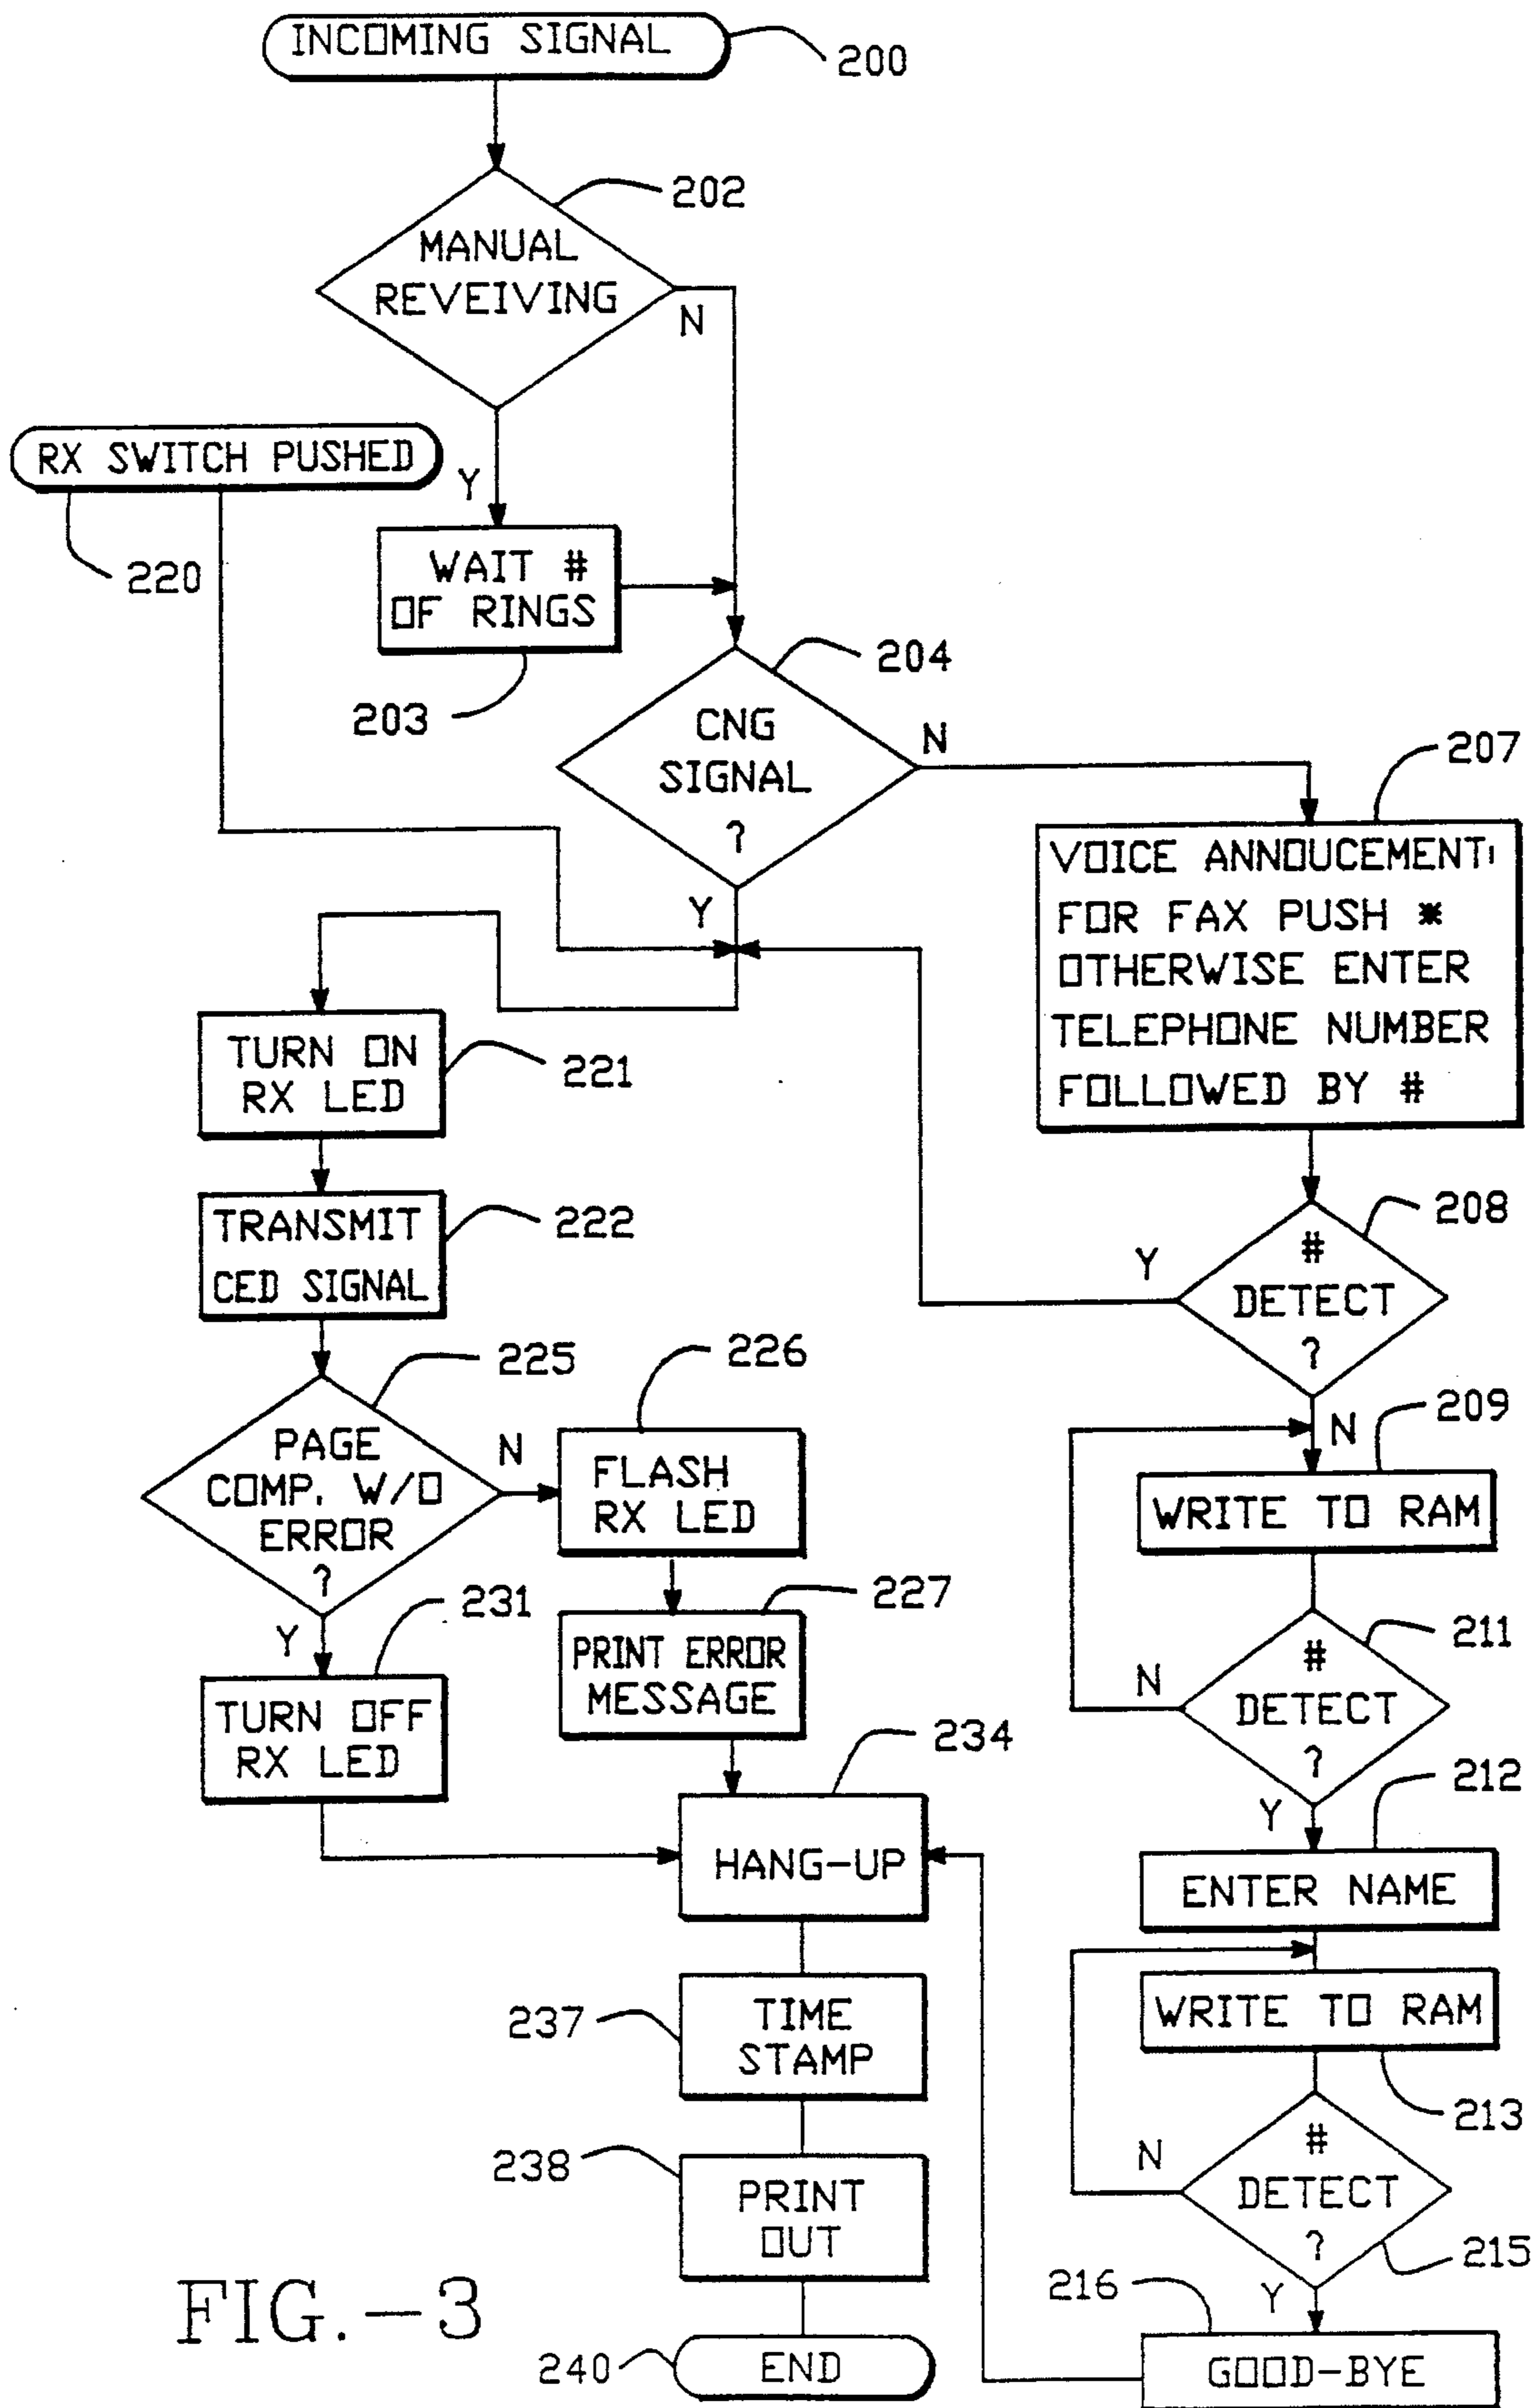 INCOMING SIGNAL
200
202
MANUAL
REVEIVING
N
RX SWITCH PUSHED
220
Y
WAIT #
OF RINGS
203
204
CNG
SIGNAL
?
N
Y
207
VOICE ANNOUCEMENT:
FOR FAX PUSH *
OTHERWISE ENTER
TELEPHONE NUMBER
FOLLOWED BY #
TURN ON
RX LED
221
TRANSMIT
CED SIGNAL
222
208
#
DETECT
?
Y
N
225
PAGE
COMP. W/O
ERROR
?
N
Y
226
FLASH
RX LED
209
WRITE TO RAM
227
PRINT ERROR
MESSAGE
231
TURN OFF
RX LED
211
#
DETECT
?
N
Y
234
HANG-UP
212
ENTER NAME
WRITE TO RAM
213
237
TIME
STAMP
#
DETECT
?
N
Y
215
238
PRINT
OUT
216
GOOD-BYE
240
END
FIG.-3